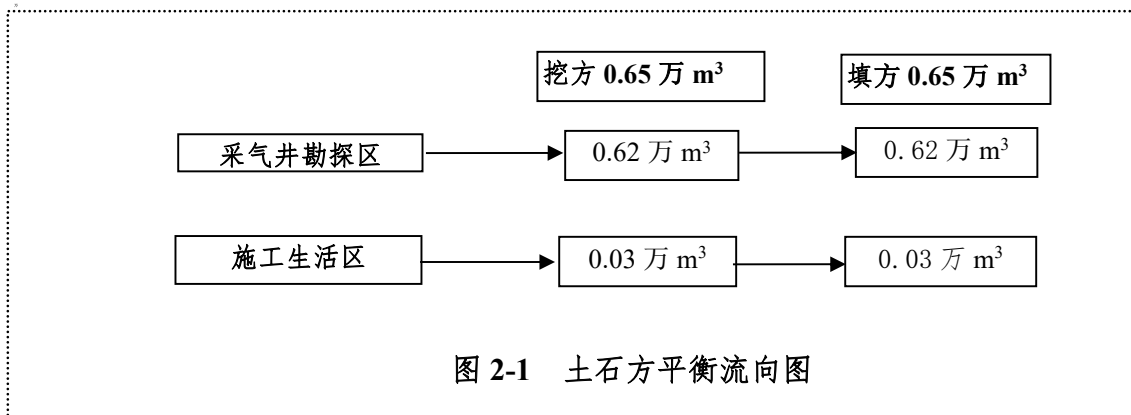 挖方 0.65 万 m³ 填方 0.65 万 m³
采气井勘探区 0.62 万 m³ 0.62 万 m³
施工生活区 0.03 万 m³ 0.03 万 m³
图 2-1 土石方平衡流向图